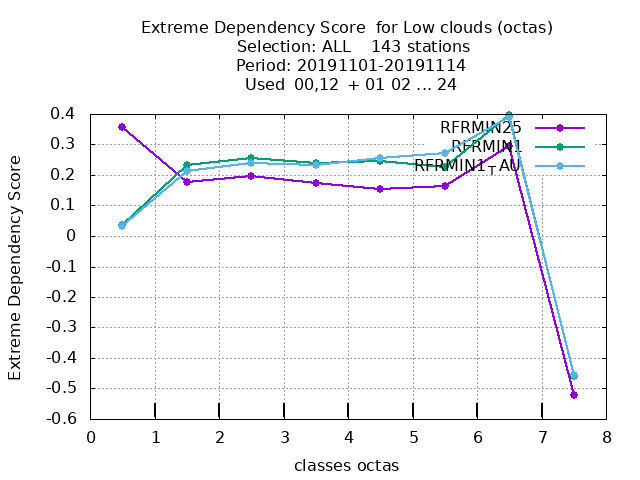 Extreme Dependency Score  for Low clouds (octas)
Selection: ALL    143 stations
Period: 20191101-20191114
Used  00,12  + 01 02 ... 24
RFRMIN25
RFRMIN1
RFRMIN1_TAU
Extreme Dependency Score
0.4
0.3
0.2
0.1
0
-0.1
-0.2
-0.3
-0.4
-0.5
-0.6
0 1 2 3 4 5 6 7 8
classes octas